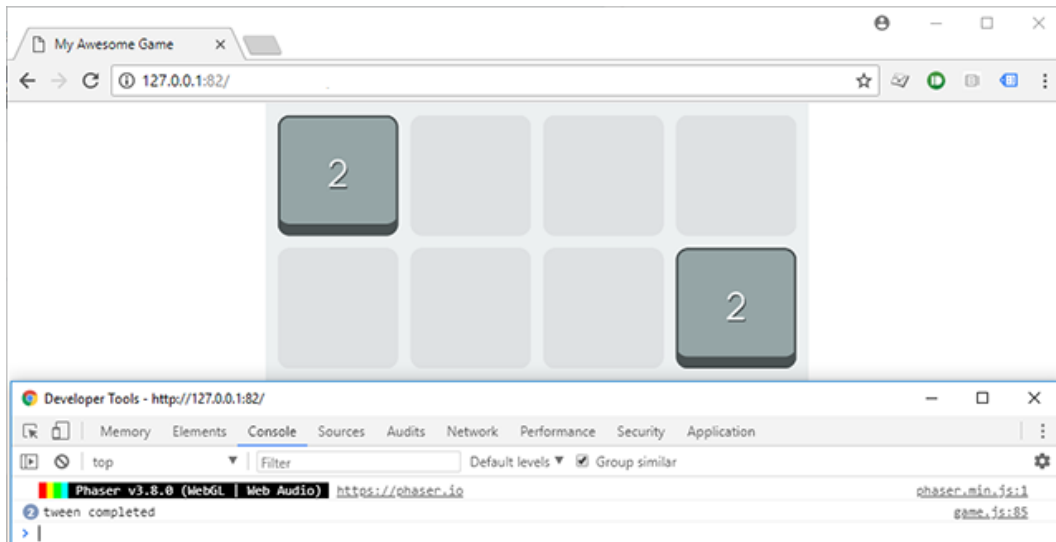 My Awesome Game
127.0.0.1:82/
2
2
Developer Tools - http://127.0.0.1:82/
Memory Elements Console Sources Audits Network Performance Security Application
top Filter Default levels Group similar
Phaser v3.8.0 (WebGL | Web Audio) https://phaser.io phaser.min.js:1
2 tween completed game.js:85
>